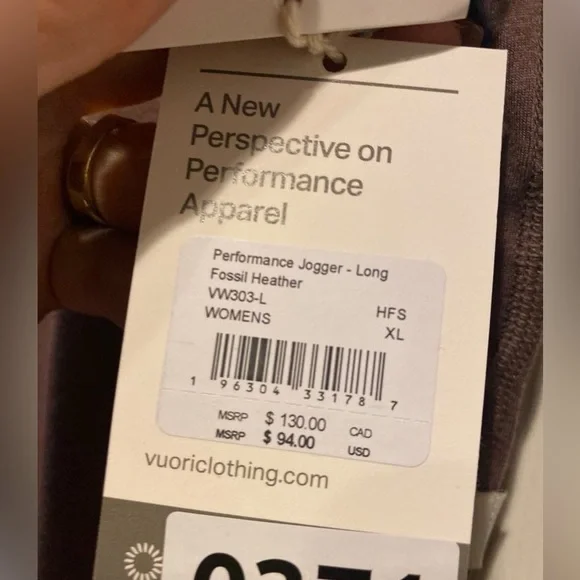 A New
Perspective on
Performance
Apparel
Performance Jogger - Long
Fossil Heather
VW303-L HFS
WOMENS XL
1 96304 33178 7
MSRP $ 130.00 CAD
MSRP $ 94.00 USD
vuoriclothing.com